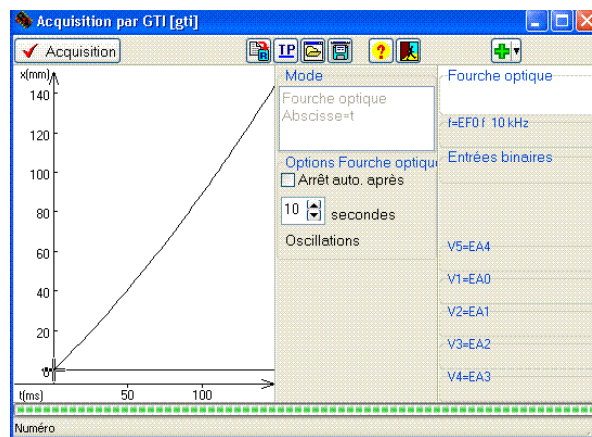 Acquisition par GTI [gti]
Acquisition
TP
?
x(mm)
140
120
100
80
60
40
20
0
t(ms)
50
100
Mode
Fourche optique
Abscisse=t
Options Fourche optiqu
Arrêt auto. après
10
secondes
Oscillations
Fourche optique
f=EF0 f 10 kHz
Entrées binaires
V5=EA4
V1=EA0
V2=EA1
V3=EA2
V4=EA3
Numéro